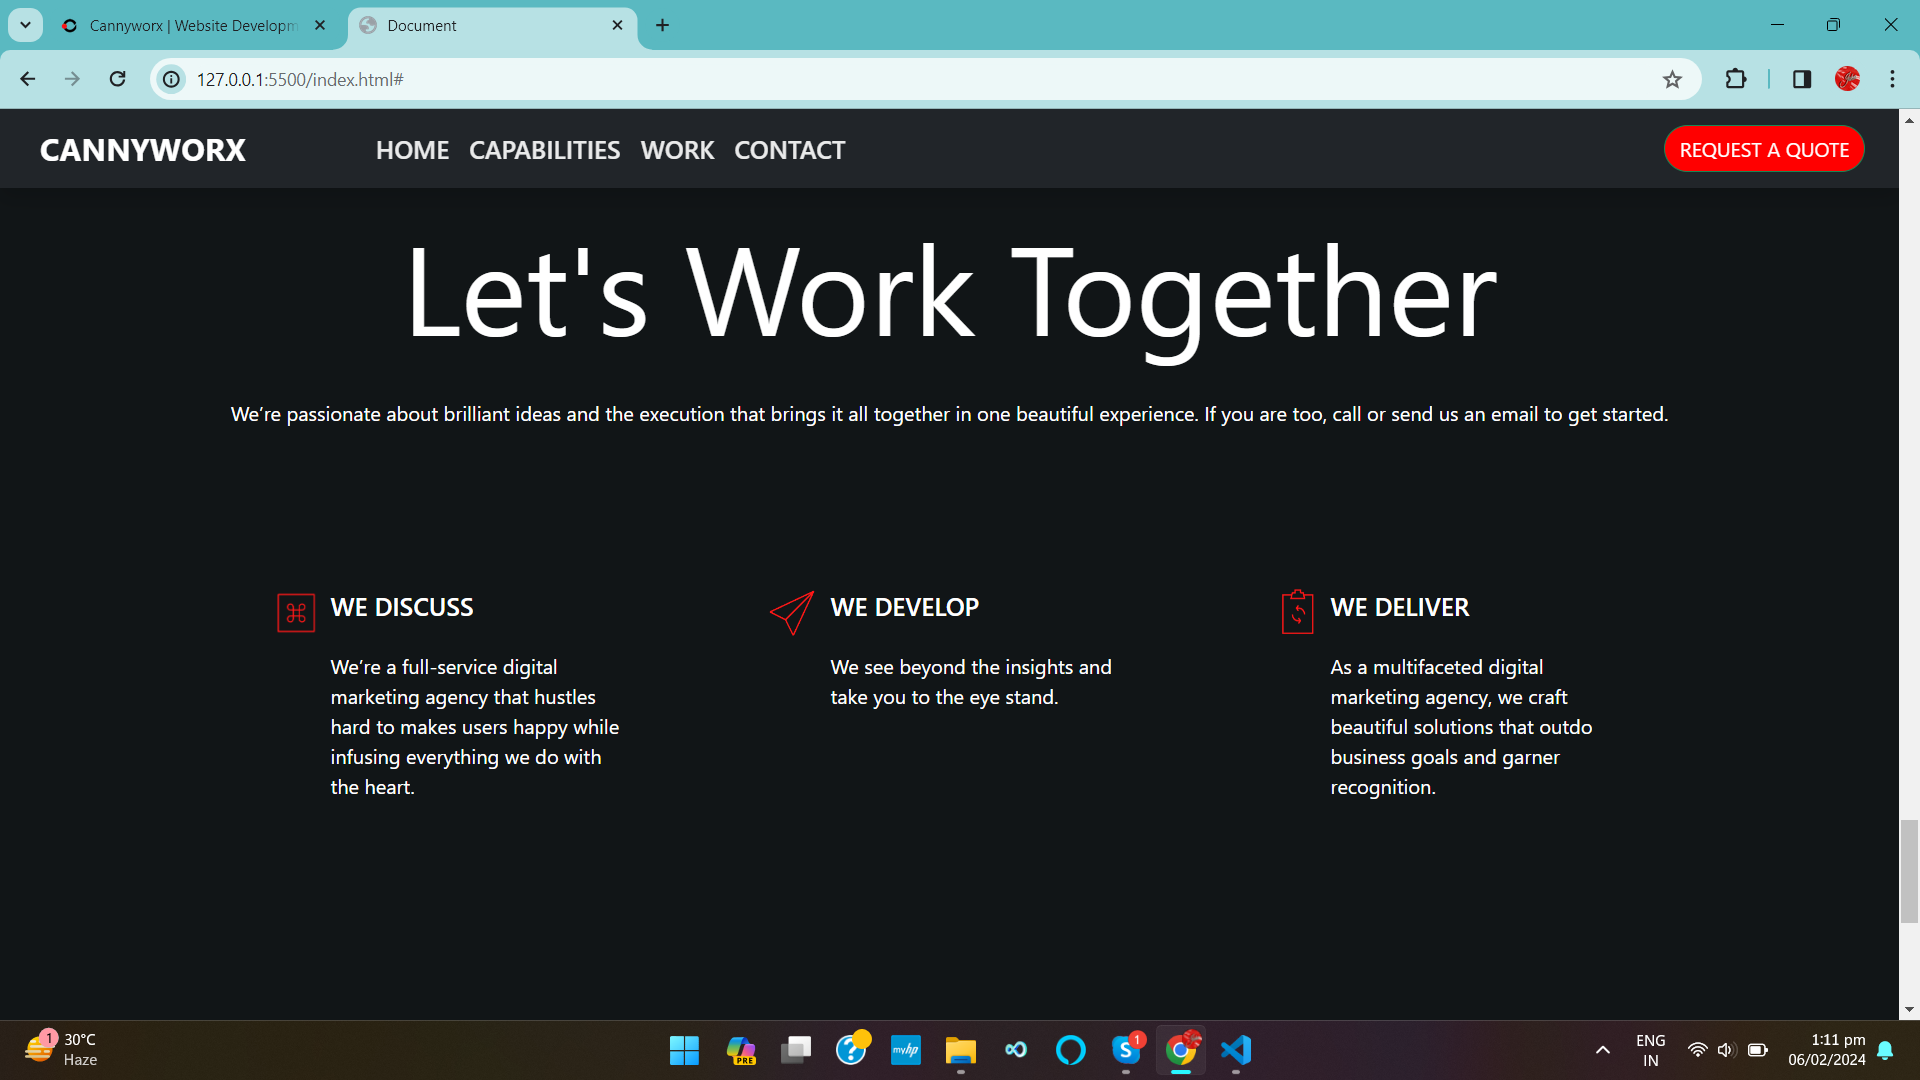 Cannyworx | Website Developm
Document
127.0.0.1:5500/index.html#
CANNYWORX
HOME CAPABILITIES WORK CONTACT
REQUEST A QUOTE
Let's Work Together
We’re passionate about brilliant ideas and the execution that brings it all together in one beautiful experience. If you are too, call or send us an email to get started.
WE DISCUSS
We’re a full-service digital
marketing agency that hustles
hard to makes users happy while
infusing everything we do with
the heart.
WE DEVELOP
We see beyond the insights and
take you to the eye stand.
WE DELIVER
As a multifaceted digital
marketing agency, we craft
beautiful solutions that outdo
business goals and garner
recognition.
1
30°C
Haze
PRE
?
myhp
S
1
ENG
IN
1:11 pm
06/02/2024